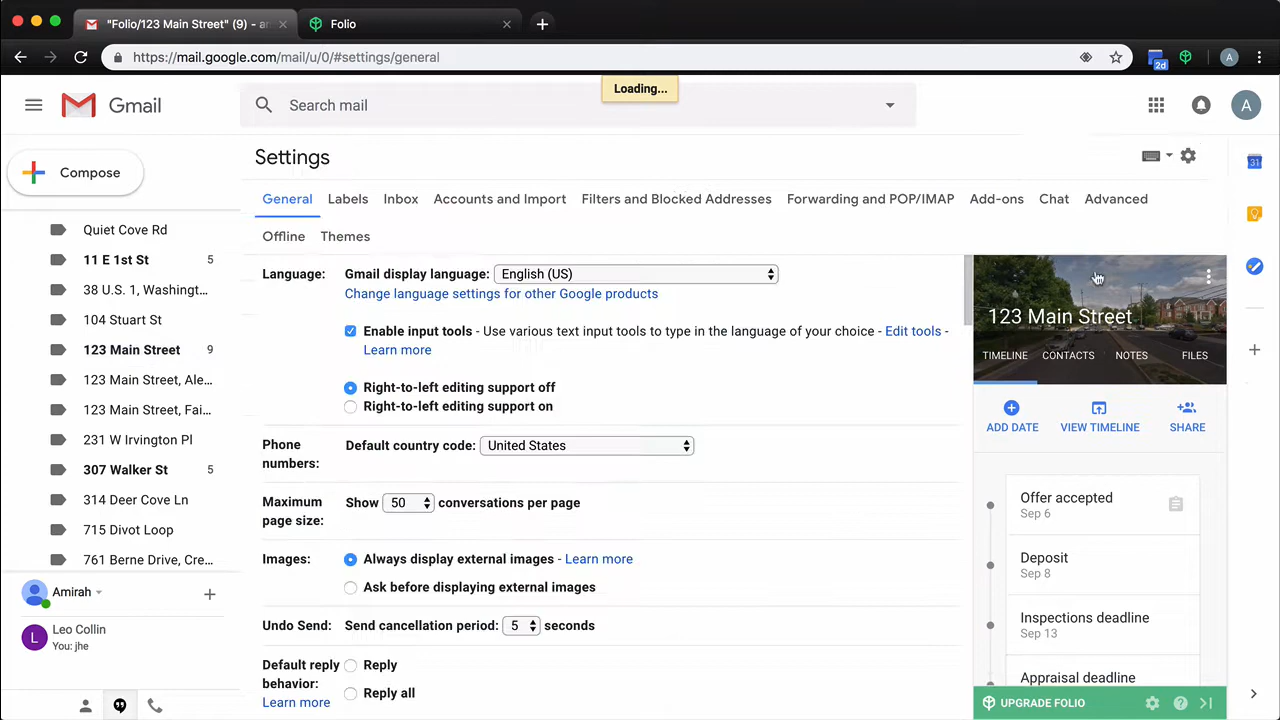 "Folio/123 Main Street" (9) - a
Folio
https://mail.google.com/mail/u/0/#settings/general
2d
A
Loading...
Gmail
Search mail
A
Compose
Settings
31
General Labels Inbox Accounts and Import Filters and Blocked Addresses Forwarding and POP/IMAP Add-ons Chat Advanced
Offline Themes
Quiet Cove Rd
11 E 1st St 5
38 U.S. 1, Washingt...
104 Stuart St
123 Main Street 9
123 Main Street, Ale...
123 Main Street, Fai...
231 W Irvington Pl
307 Walker St 5
314 Deer Cove Ln
715 Divot Loop
761 Berne Drive, Cre...
Amirah
L
Leo Collin
You: jhe
Language: Gmail display language: English (US)
Change language settings for other Google products
Enable input tools - Use various text input tools to type in the language of your choice - Edit tools -
Learn more
Right-to-left editing support off
Right-to-left editing support on
Phone
numbers:
Default country code: United States
Maximum
page size:
Show 50 conversations per page
Images: Always display external images - Learn more
Ask before displaying external images
Undo Send: Send cancellation period: 5 seconds
Default reply
behavior:
Learn more
Reply
Reply all
123 Main Street
TIMELINE CONTACTS NOTES FILES
ADD DATE VIEW TIMELINE SHARE
Offer accepted
Sep 6
Deposit
Sep 8
Inspections deadline
Sep 13
Appraisal deadline
UPGRADE FOLIO